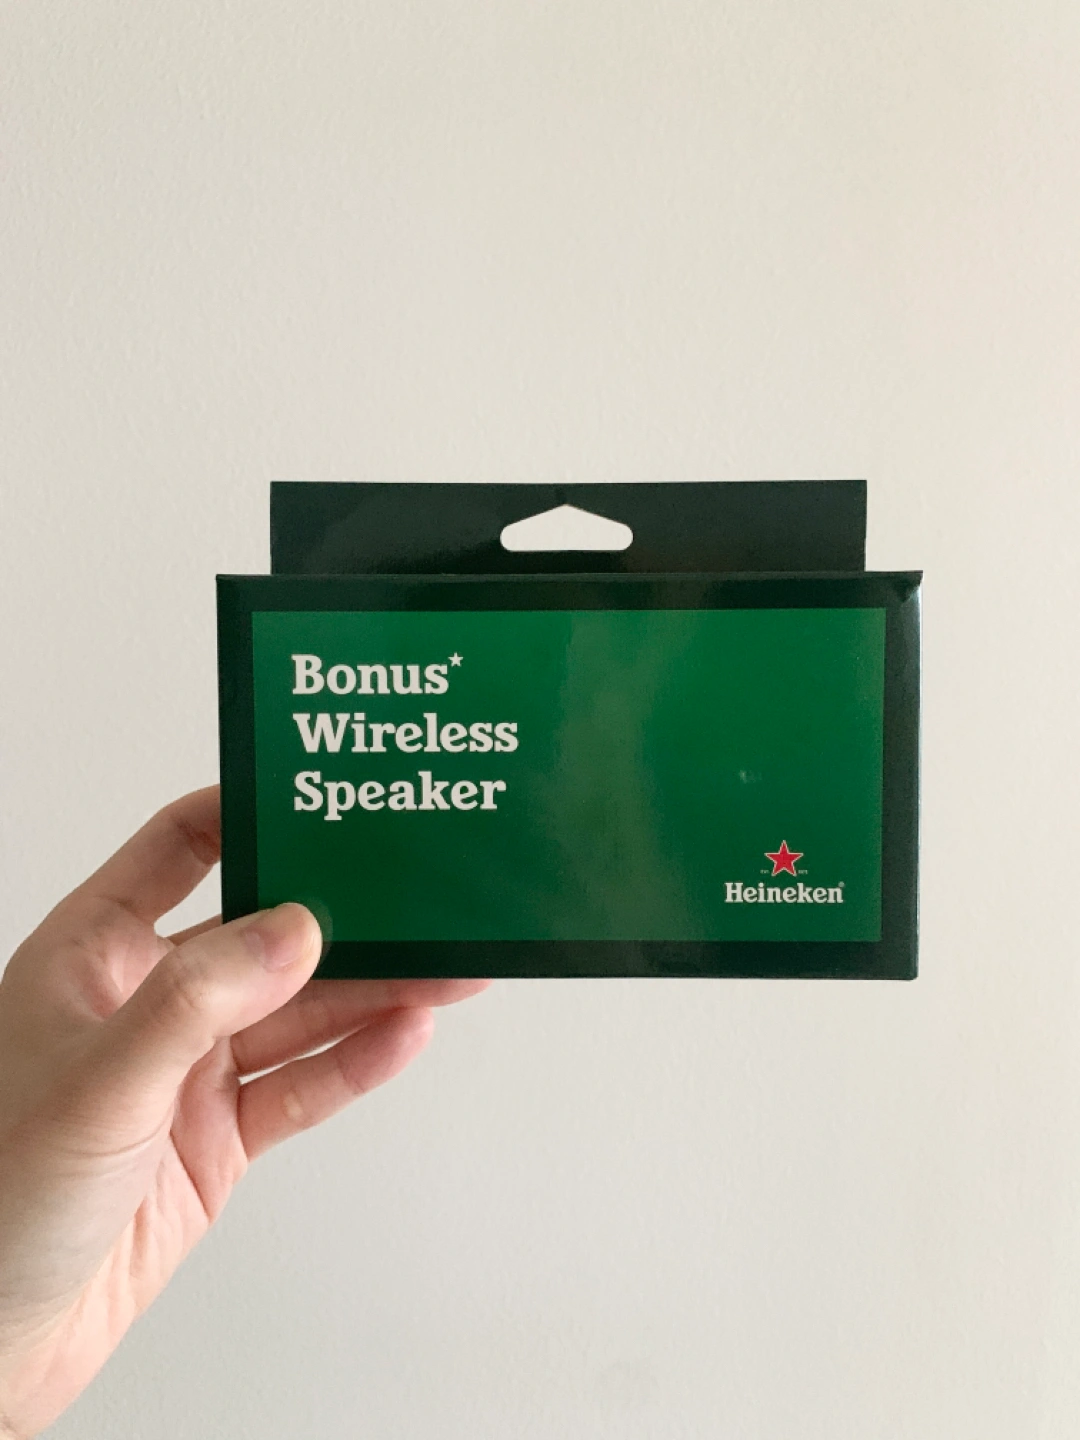 Bonus*
Wireless
Speaker
Heineken®